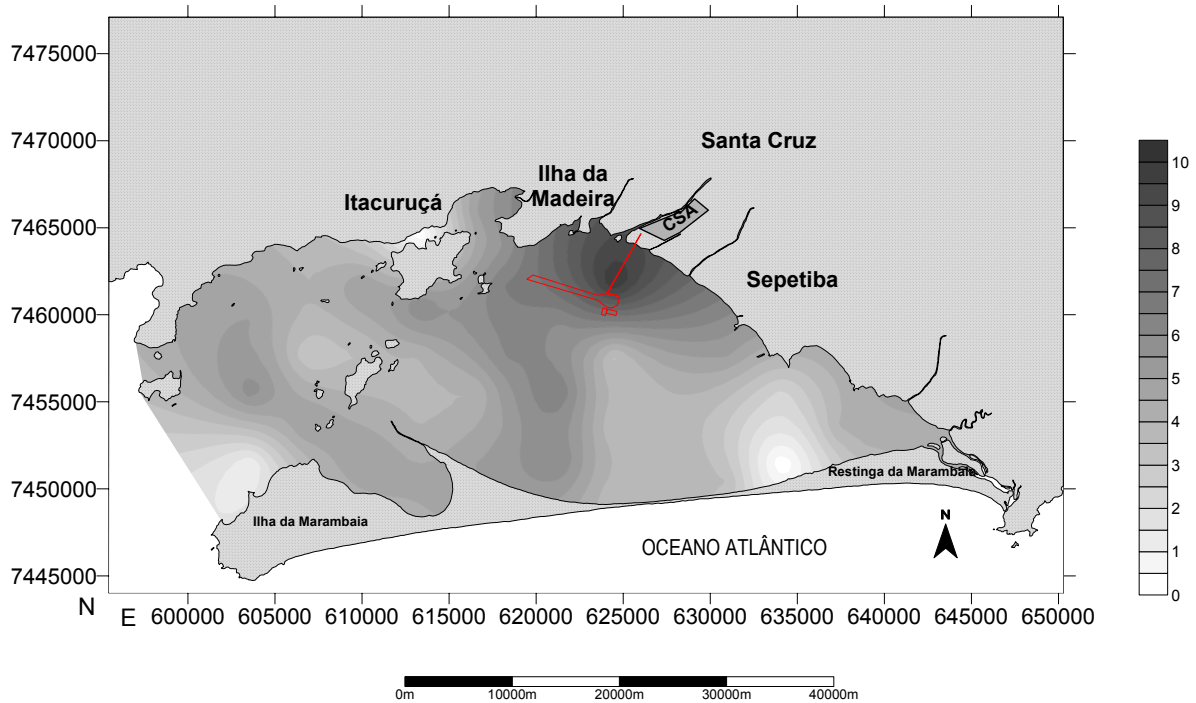 7475000
7470000
7465000
7460000
7455000
7450000
7445000
Santa Cruz
Ilha da
Madeira
Itacuruçá
CSA
Sepetiba
Restinga da Marambaia
Ilha da Marambaia
N
OCEANO ATLÂNTICO
N
E
600000 605000 610000 615000 620000 625000 630000 635000 640000 645000 650000
10
9
8
7
6
5
4
3
2
1
0
0m 10000m 20000m 30000m 40000m